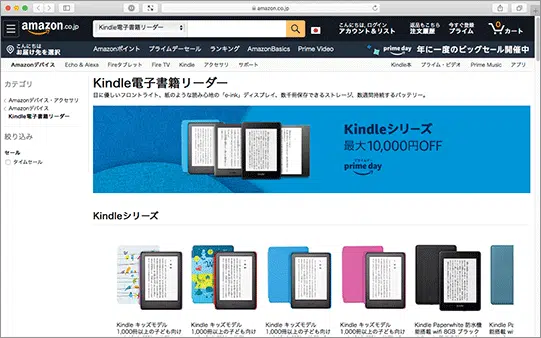 amazon.co.jp
amazon.co.jp
Kindle電子書籍リーダー
こんにちは、ログイン
アカウント&リスト
返品もこちら
注文履歴
今すぐ登録
プライム
0
カート
こんにちは
お届け先を選択
Amazonポイント
プライムデーセール
ランキング
AmazonBasics
Prime Video
prime day
年に一度のビッグセール開催中
Amazonデバイス
Echo & Alexa
Fireタブレット
Fire TV
Kindle
アクセサリ
サポート
Kindle本
プライム・ビデオ
Prime Music
アプリ
カテゴリ
Amazonデバイス・アクセサリ
Amazonデバイス
Kindle電子書籍リーダー
絞り込み
セール
タイムセール
Kindle電子書籍リーダー
目に優しいフロントライト、紙のような読み心地の「e-ink」ディスプレイ、数千冊保存できるストレージ、数週間持続するバッテリー。
Kindleシリーズ
最大10,000円OFF
プライムデー
prime day
Kindleシリーズ
Kindle キッズモデル
1,000冊以上の子ども向け
Kindle キッズモデル
1,000冊以上の子ども向け
Kindle キッズモデル
1,000冊以上の子ども向け
Kindle キッズモデル
1,000冊以上の子ども向け
Kindle Paperwhite 防水機
能搭載 wifi 8GB ブラック
Kindle Pa
能搭載 wi